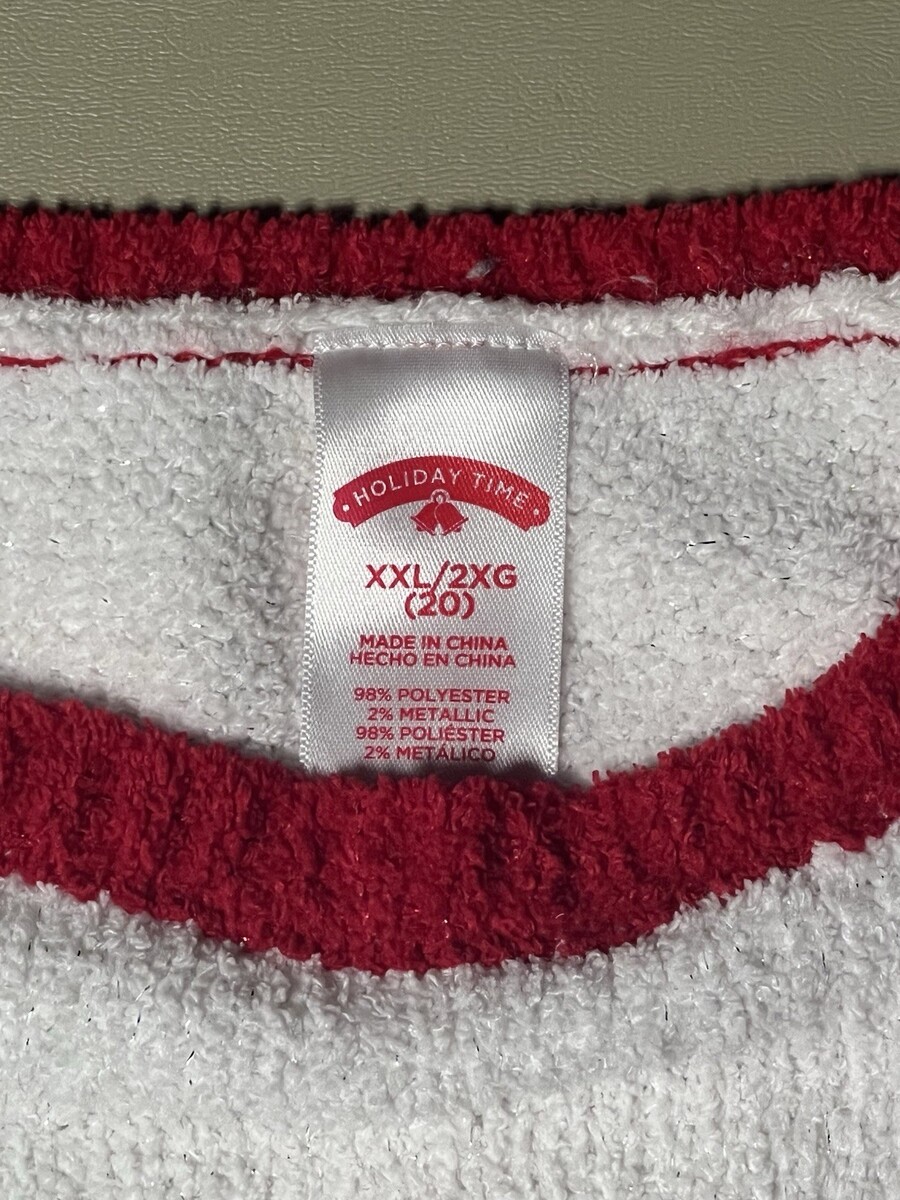 HOLIDAY TIME
XXL/2XG
(20)
MADE IN CHINA
HECHO EN CHINA
98% POLYESTER
2% METALLIC
98% POLIÉSTER
2% METÁLICO